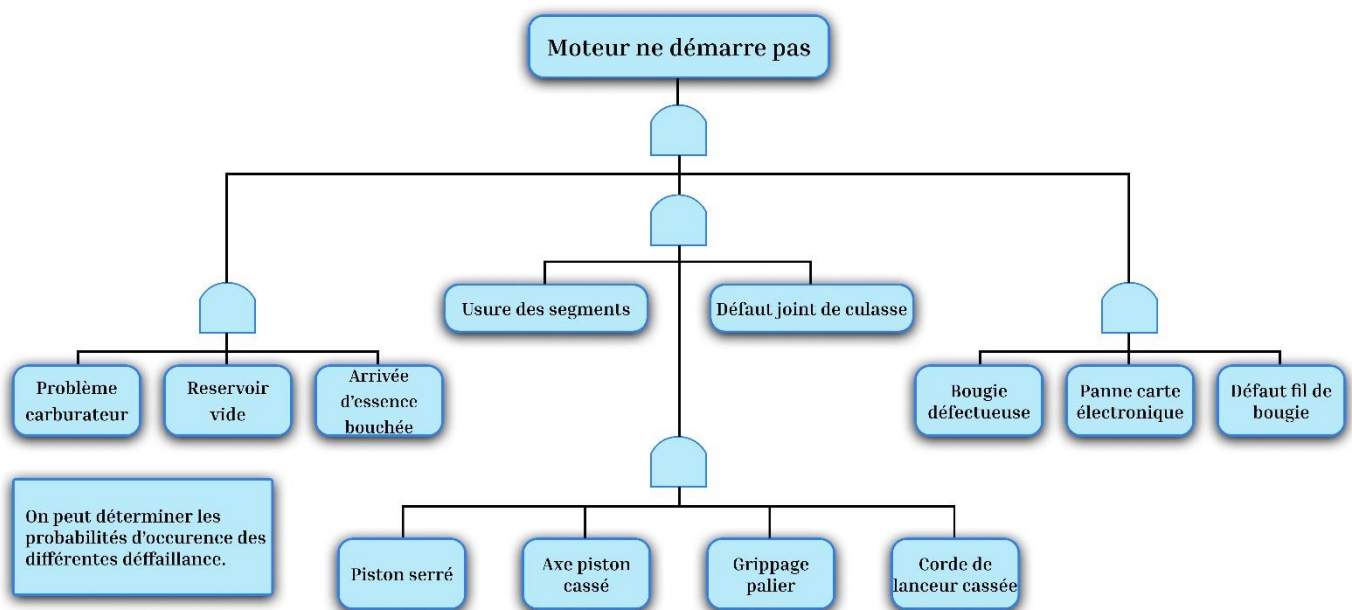 Moteur ne démarre pas
Usure des segments
Défaut joint de culasse
Problème
carburateur
Reservoir
vide
Arrivée
d'essence
bouchée
Bougie
défectueuse
Panne carte
électronique
Défaut fil de
bougie
On peut déterminer les
probabilités d'occurence des
différentes déffaillance.
Piston serré
Axe piston
cassé
Grippage
palier
Corde de
lanceur cassée